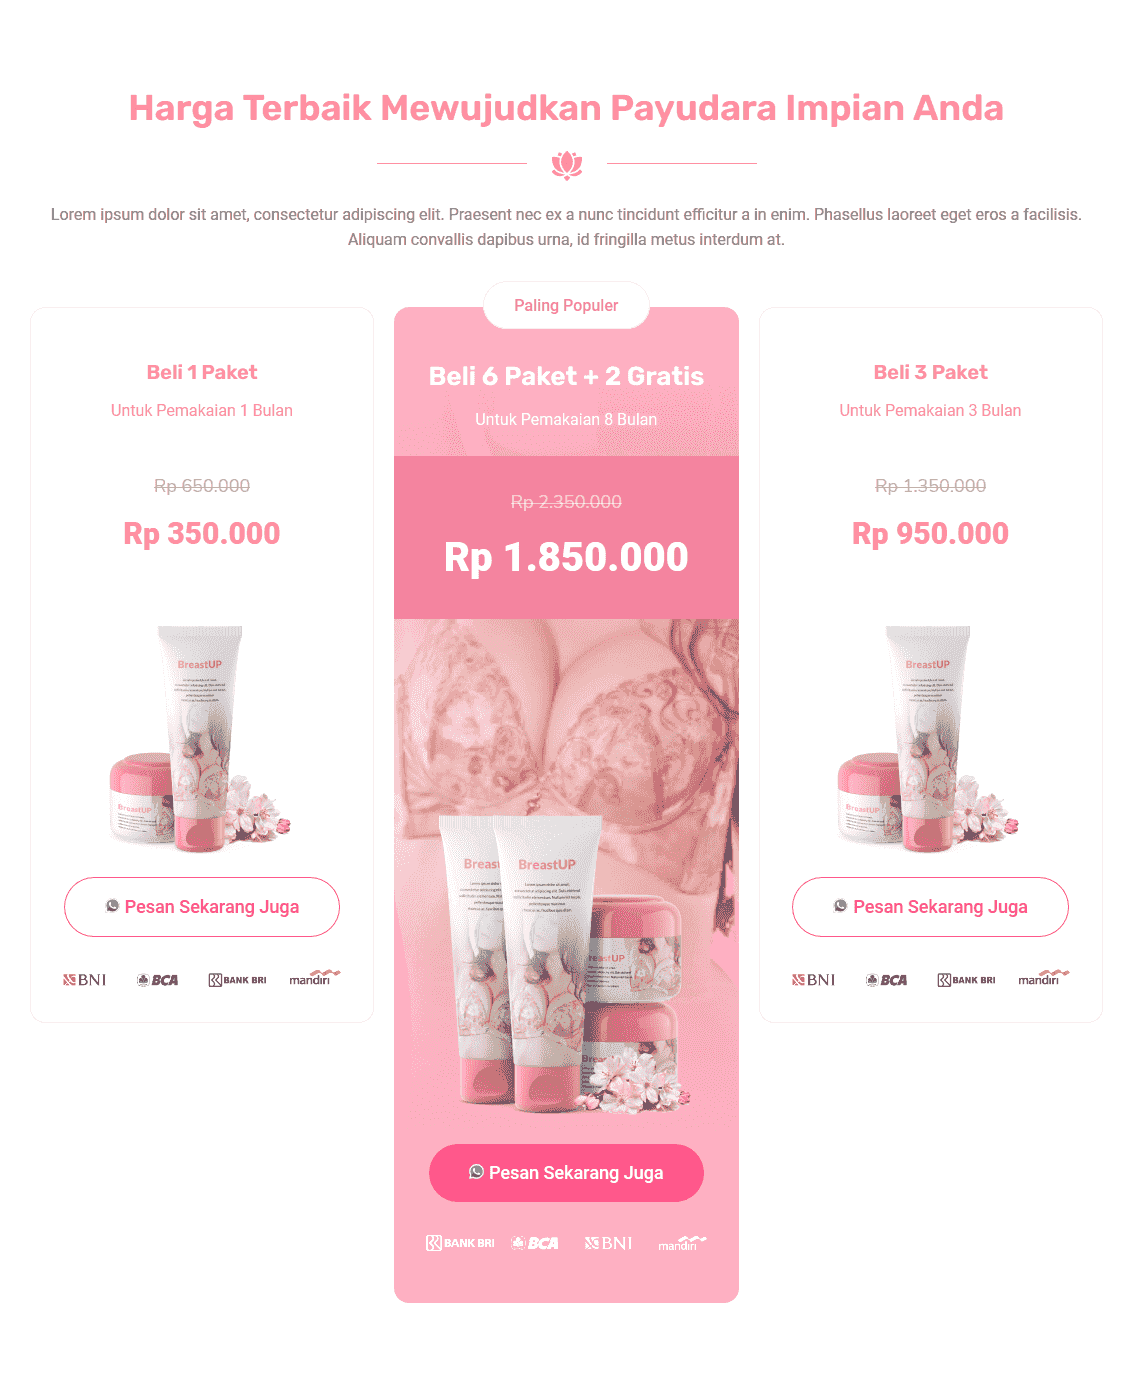 Harga Terbaik Mewujudkan Payudara Impian Anda
Lorem ipsum dolor sit amet, consectetur adipiscing elit. Praesent nec ex a nunc tincidunt efficitur a in enim. Phasellus laoreet eget eros a facilisis.
Aliquam convallis dapibus urna, id fringilla metus interdum at.
Beli 1 Paket
Untuk Pemakaian 1 Bulan
Rp 650.000
Rp 350.000
BreastUP
BreastUP
Pesan Sekarang Juga
BNI
BCA
BANK BRI
mandiri
Paling Populer
Beli 6 Paket + 2 Gratis
Untuk Pemakaian 8 Bulan
Rp 2.350.000
Rp 1.850.000
BreastUP
Pesan Sekarang Juga
BANK BRI
BCA
BNI
mandiri
Beli 3 Paket
Untuk Pemakaian 3 Bulan
Rp 1.350.000
Rp 950.000
BreastUP
BreastUP
Pesan Sekarang Juga
BNI
BCA
BANK BRI
mandiri